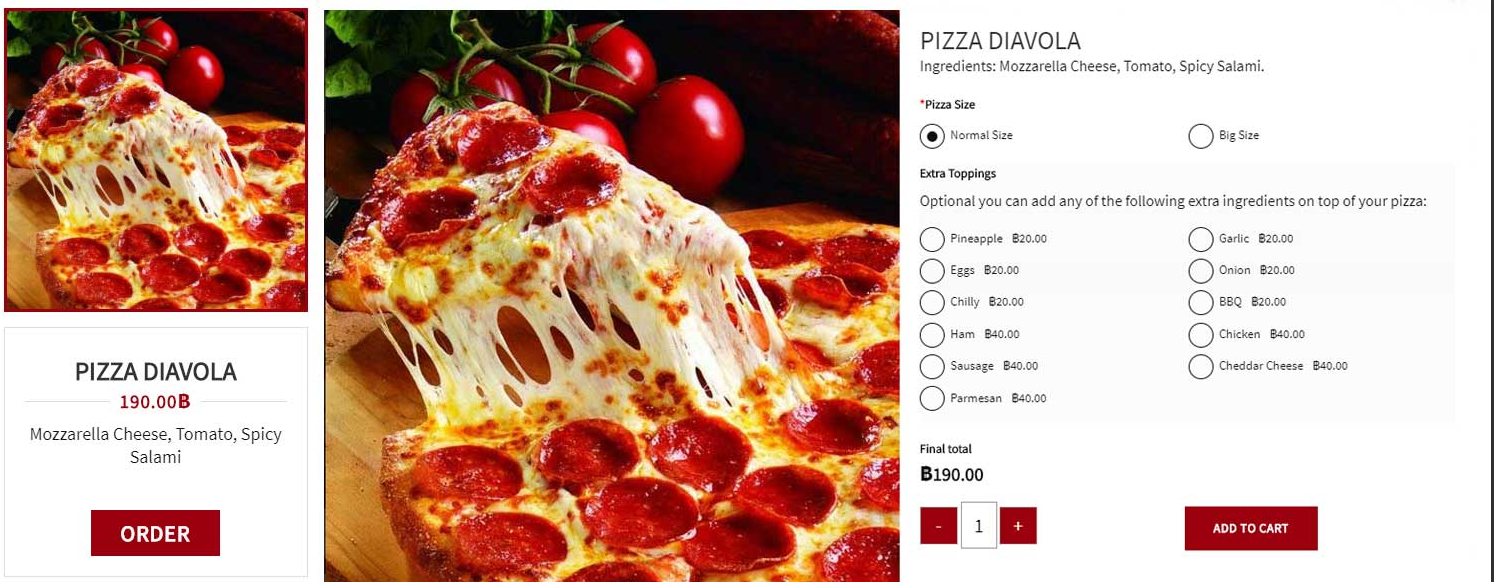 PIZZA DIAVOLA
190.00฿
Mozzarella Cheese, Tomato, Spicy
Salami
ORDER
PIZZA DIAVOLA
Ingredients: Mozzarella Cheese, Tomato, Spicy Salami.
*Pizza Size
Normal Size
Big Size
Extra Toppings
Optional you can add any of the following extra ingredients on top of your pizza:
Pineapple ฿20.00
Garlic ฿20.00
Eggs ฿20.00
Onion ฿20.00
Chilly ฿20.00
BBQ ฿20.00
Ham ฿40.00
Chicken ฿40.00
Sausage ฿40.00
Cheddar Cheese ฿40.00
Parmesan ฿40.00
Final total
฿190.00
- 1 +
ADD TO CART